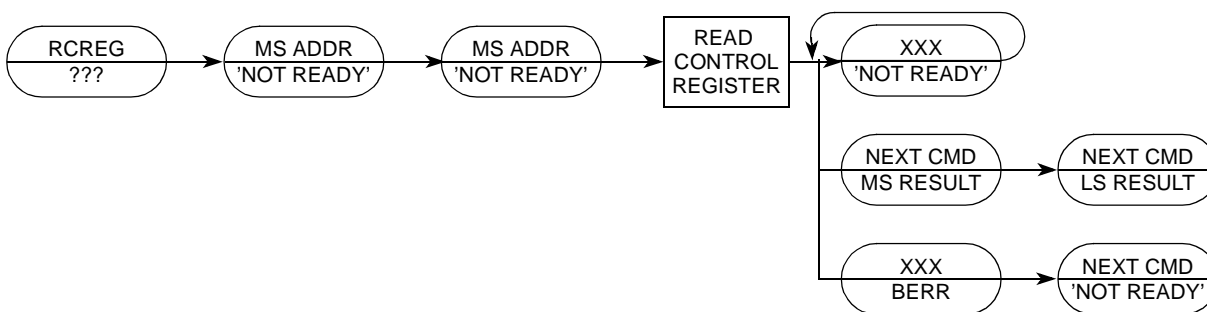 RCREG
???
MS ADDR
'NOT READY'
MS ADDR
'NOT READY'
READ
CONTROL
REGISTER
XXX
'NOT READY'
NEXT CMD
MS RESULT
NEXT CMD
LS RESULT
XXX
BERR
NEXT CMD
'NOT READY'